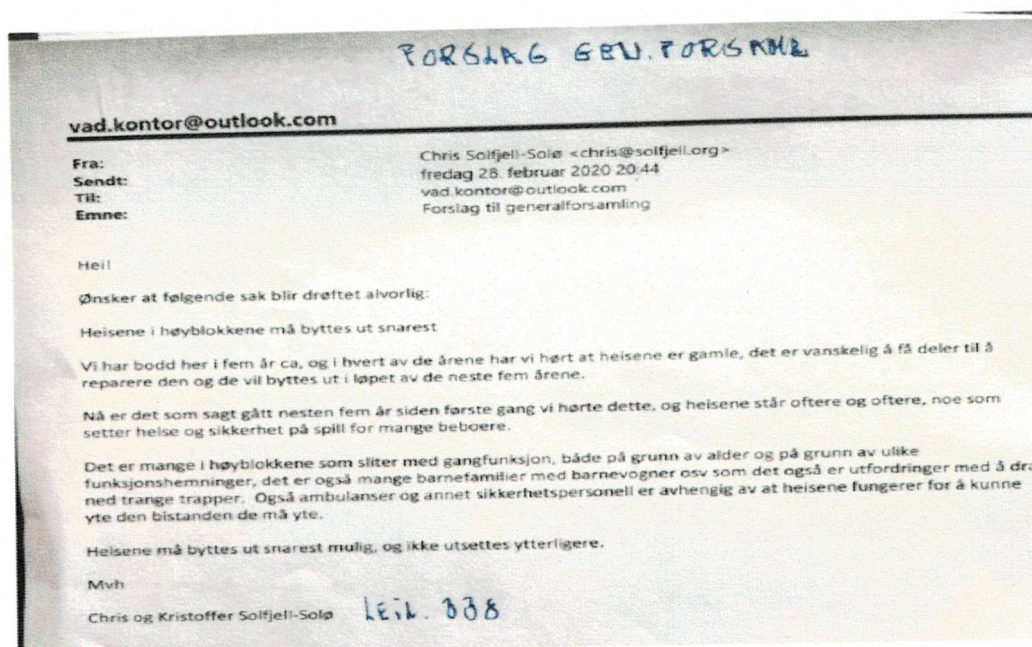 FORSLAG GEN. FORSAML
vad.kontor@outlook.com
Fra: Chris Solfjell-Solø <chris@solfjell.org>
Sendt: fredag 28. februar 2020 20:44
Til: vad.kontor@outlook.com
Emne: Forslag til generalforsamling
Hei!
Ønsker at følgende sak blir drøftet alvorlig:
Heisene i høyblokkene må byttes ut snarest
Vi har bodd her i fem år ca, og i hvert av de årene har vi hørt at heisene er gamle, det er vanskelig å få deler til å
reparere den og de vil byttes ut i løpet av de neste fem årene.
Nå er det som sagt gått nesten fem år siden første gang vi hørte dette, og heisene står oftere og oftere, noe som
setter helse og sikkerhet på spill for mange beboere.
Det er mange i høyblokkene som sliter med gangfunksjon, både på grunn av alder og på grunn av ulike
funksjonshemninger, det er også mange barnefamilier med barnevogner osv som det også er utfordringer med å dra
ned trange trapper. Også ambulanser og annet sikkerhetspersonell er avhengig av at heisene fungerer for å kunne
yte den bistanden de må yte.
Heisene må byttes ut snarest mulig, og ikke utsettes ytterligere.
Mvh
Chris og Kristoffer Solfjell-Solø LEIL. 338